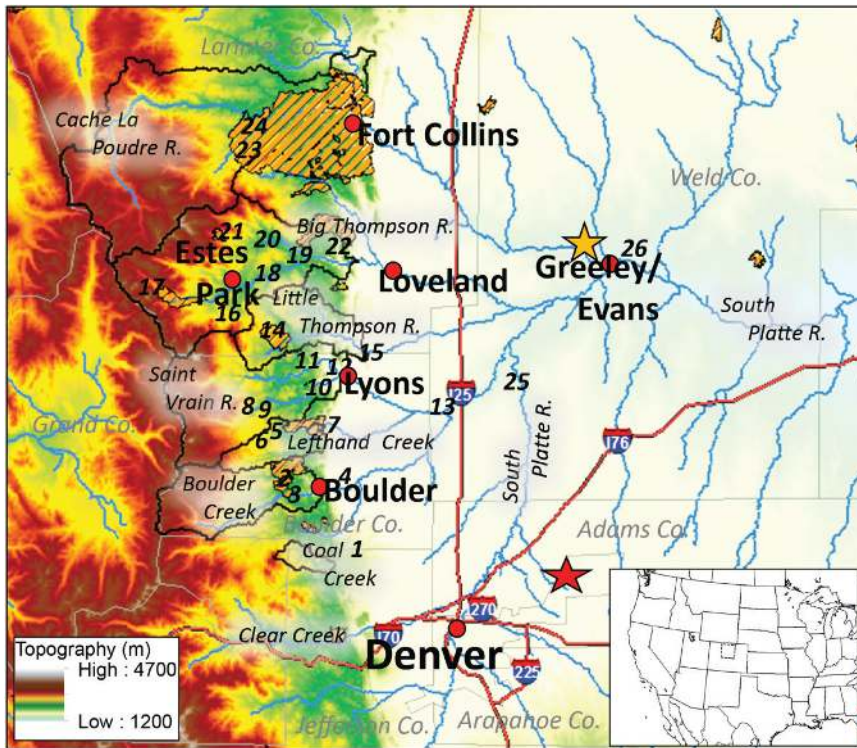 Larimer Co.
Cache La
Poudre R.
24
23
Fort Collins
Weld Co.
21
Estes
Park
20
19
18
Big Thompson R.
22
Loveland
26
Greeley/
Evans
17
16
Little
Thompson R.
14
South
Platte R.
15
11
12
10
Lyons
Saint
Vrain R.
8
9
I25
13
25
South
Platte R.
Grand Co.
5
6
7
Lefthand Creek
I76
2
3
4
Boulder
Boulder
Creek
Boulder Co.
Adams Co.
Coal
Creek
1
Clear Creek
I70
I270
Denver
I225
Jefferson Co.
Arapahoe Co.
Topography (m)
High : 4700
Low : 1200